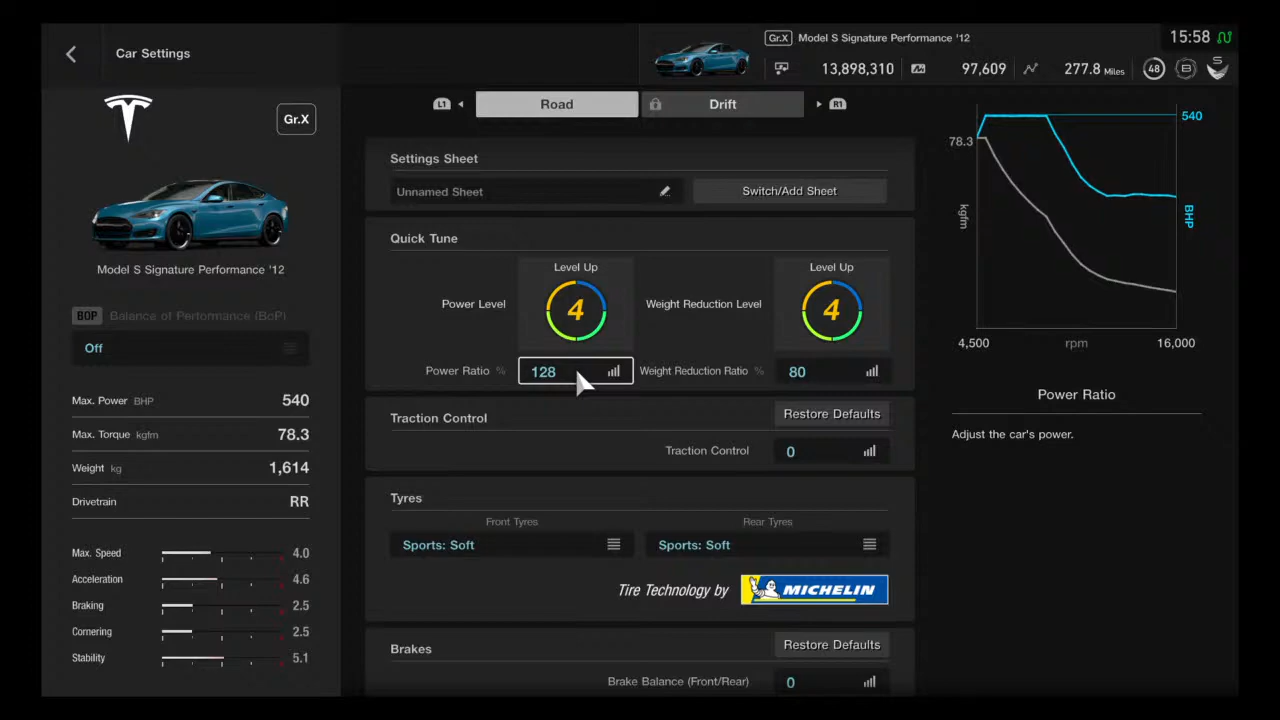 Car Settings
Gr.X Model S Signature Performance '12
15:58
13,898,310
97,609
277.8 Miles
48
B
S
Gr.X
L1
Road
Drift
R1
Model S Signature Performance '12
BOP Balance of Performance (BoP)
Off
Max. Power BHP 540
Max. Torque kgfm 78.3
Weight kg 1,614
Drivetrain RR
Max. Speed 4.0
Acceleration 4.6
Braking 2.5
Cornering 2.5
Stability 5.1
Settings Sheet
Unnamed Sheet
Switch/Add Sheet
Quick Tune
Level Up
Level Up
Power Level 4
Weight Reduction Level 4
Power Ratio % 128
Weight Reduction Ratio % 80
Traction Control
Restore Defaults
Traction Control 0
Tyres
Front Tyres
Rear Tyres
Sports: Soft
Sports: Soft
Tire Technology by MICHELIN
Brakes
Restore Defaults
Brake Balance (Front/Rear) 0
540
78.3
kgfm
BHP
4,500 rpm 16,000
Power Ratio
Adjust the car's power.